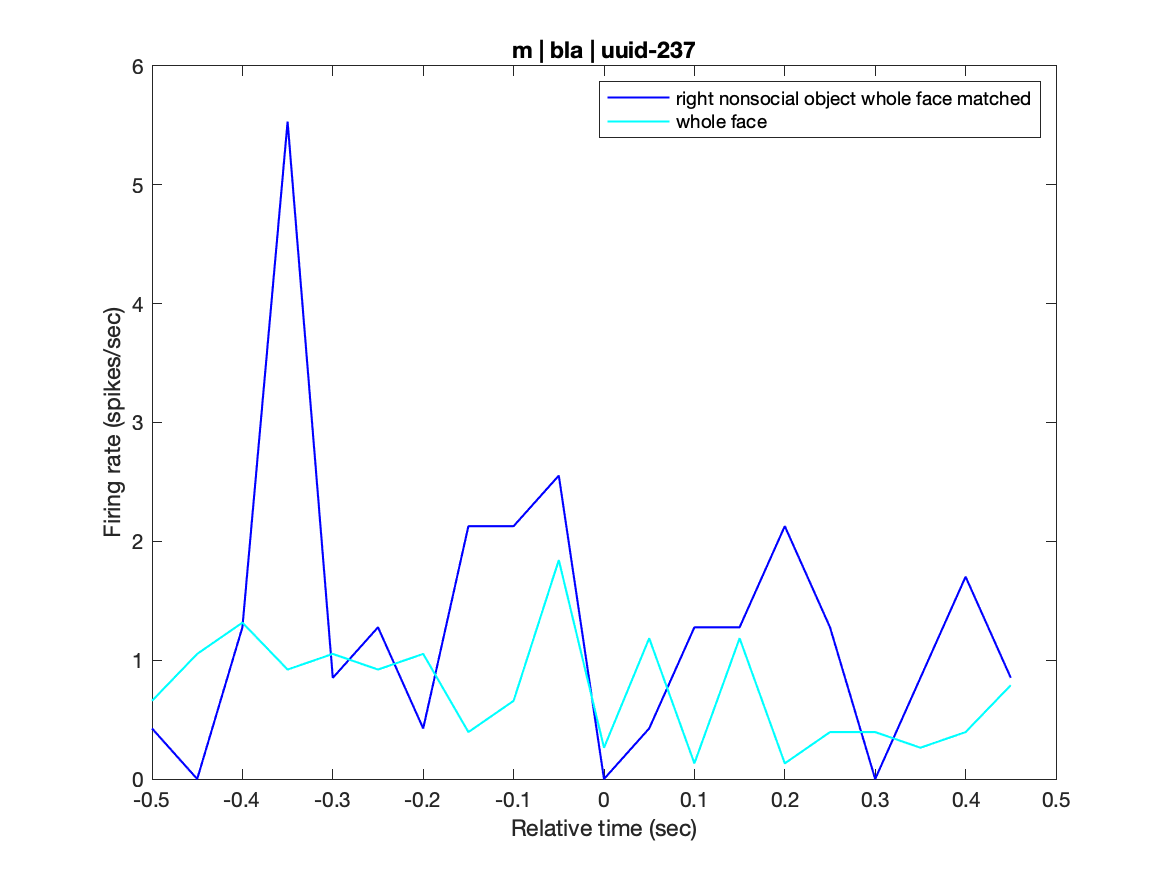 m | bla | uuid-237
right nonsocial object whole face matched
whole face
6
5
4
3
2
1
0
Firing rate (spikes/sec)
-0.5 -0.4 -0.3 -0.2 -0.1 0 0.1 0.2 0.3 0.4 0.5
Relative time (sec)